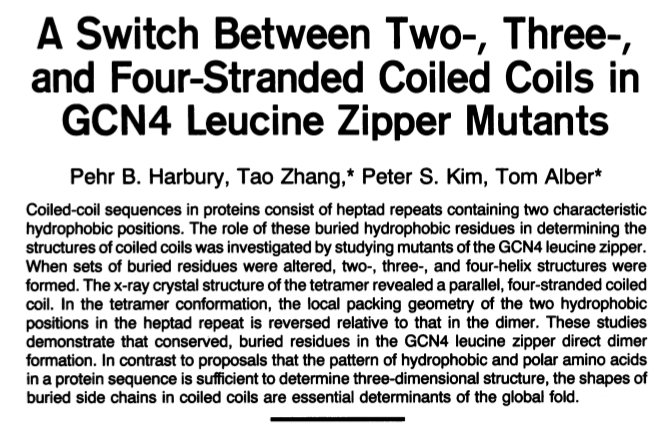 A Switch Between Two-, Three-,
and Four-Stranded Coiled Coils in
GCN4 Leucine Zipper Mutants
Pehr B. Harbury, Tao Zhang,* Peter S. Kim, Tom Alber*
Coiled-coil sequences in proteins consist of heptad repeats containing two characteristic
hydrophobic positions. The role of these buried hydrophobic residues in determining the
structures of coiled coils was investigated by studying mutants of the GCN4 leucine zipper.
When sets of buried residues were altered, two-, three-, and four-helix structures were
formed. The x-ray crystal structure of the tetramer revealed a parallel, four-stranded coiled
coil. In the tetramer conformation, the local packing geometry of the two hydrophobic
positions in the heptad repeat is reversed relative to that in the dimer. These studies
demonstrate that conserved, buried residues in the GCN4 leucine zipper direct dimer
formation. In contrast to proposals that the pattern of hydrophobic and polar amino acids
in a protein sequence is sufficient to determine three-dimensional structure, the shapes of
buried side chains in coiled coils are essential determinants of the global fold.